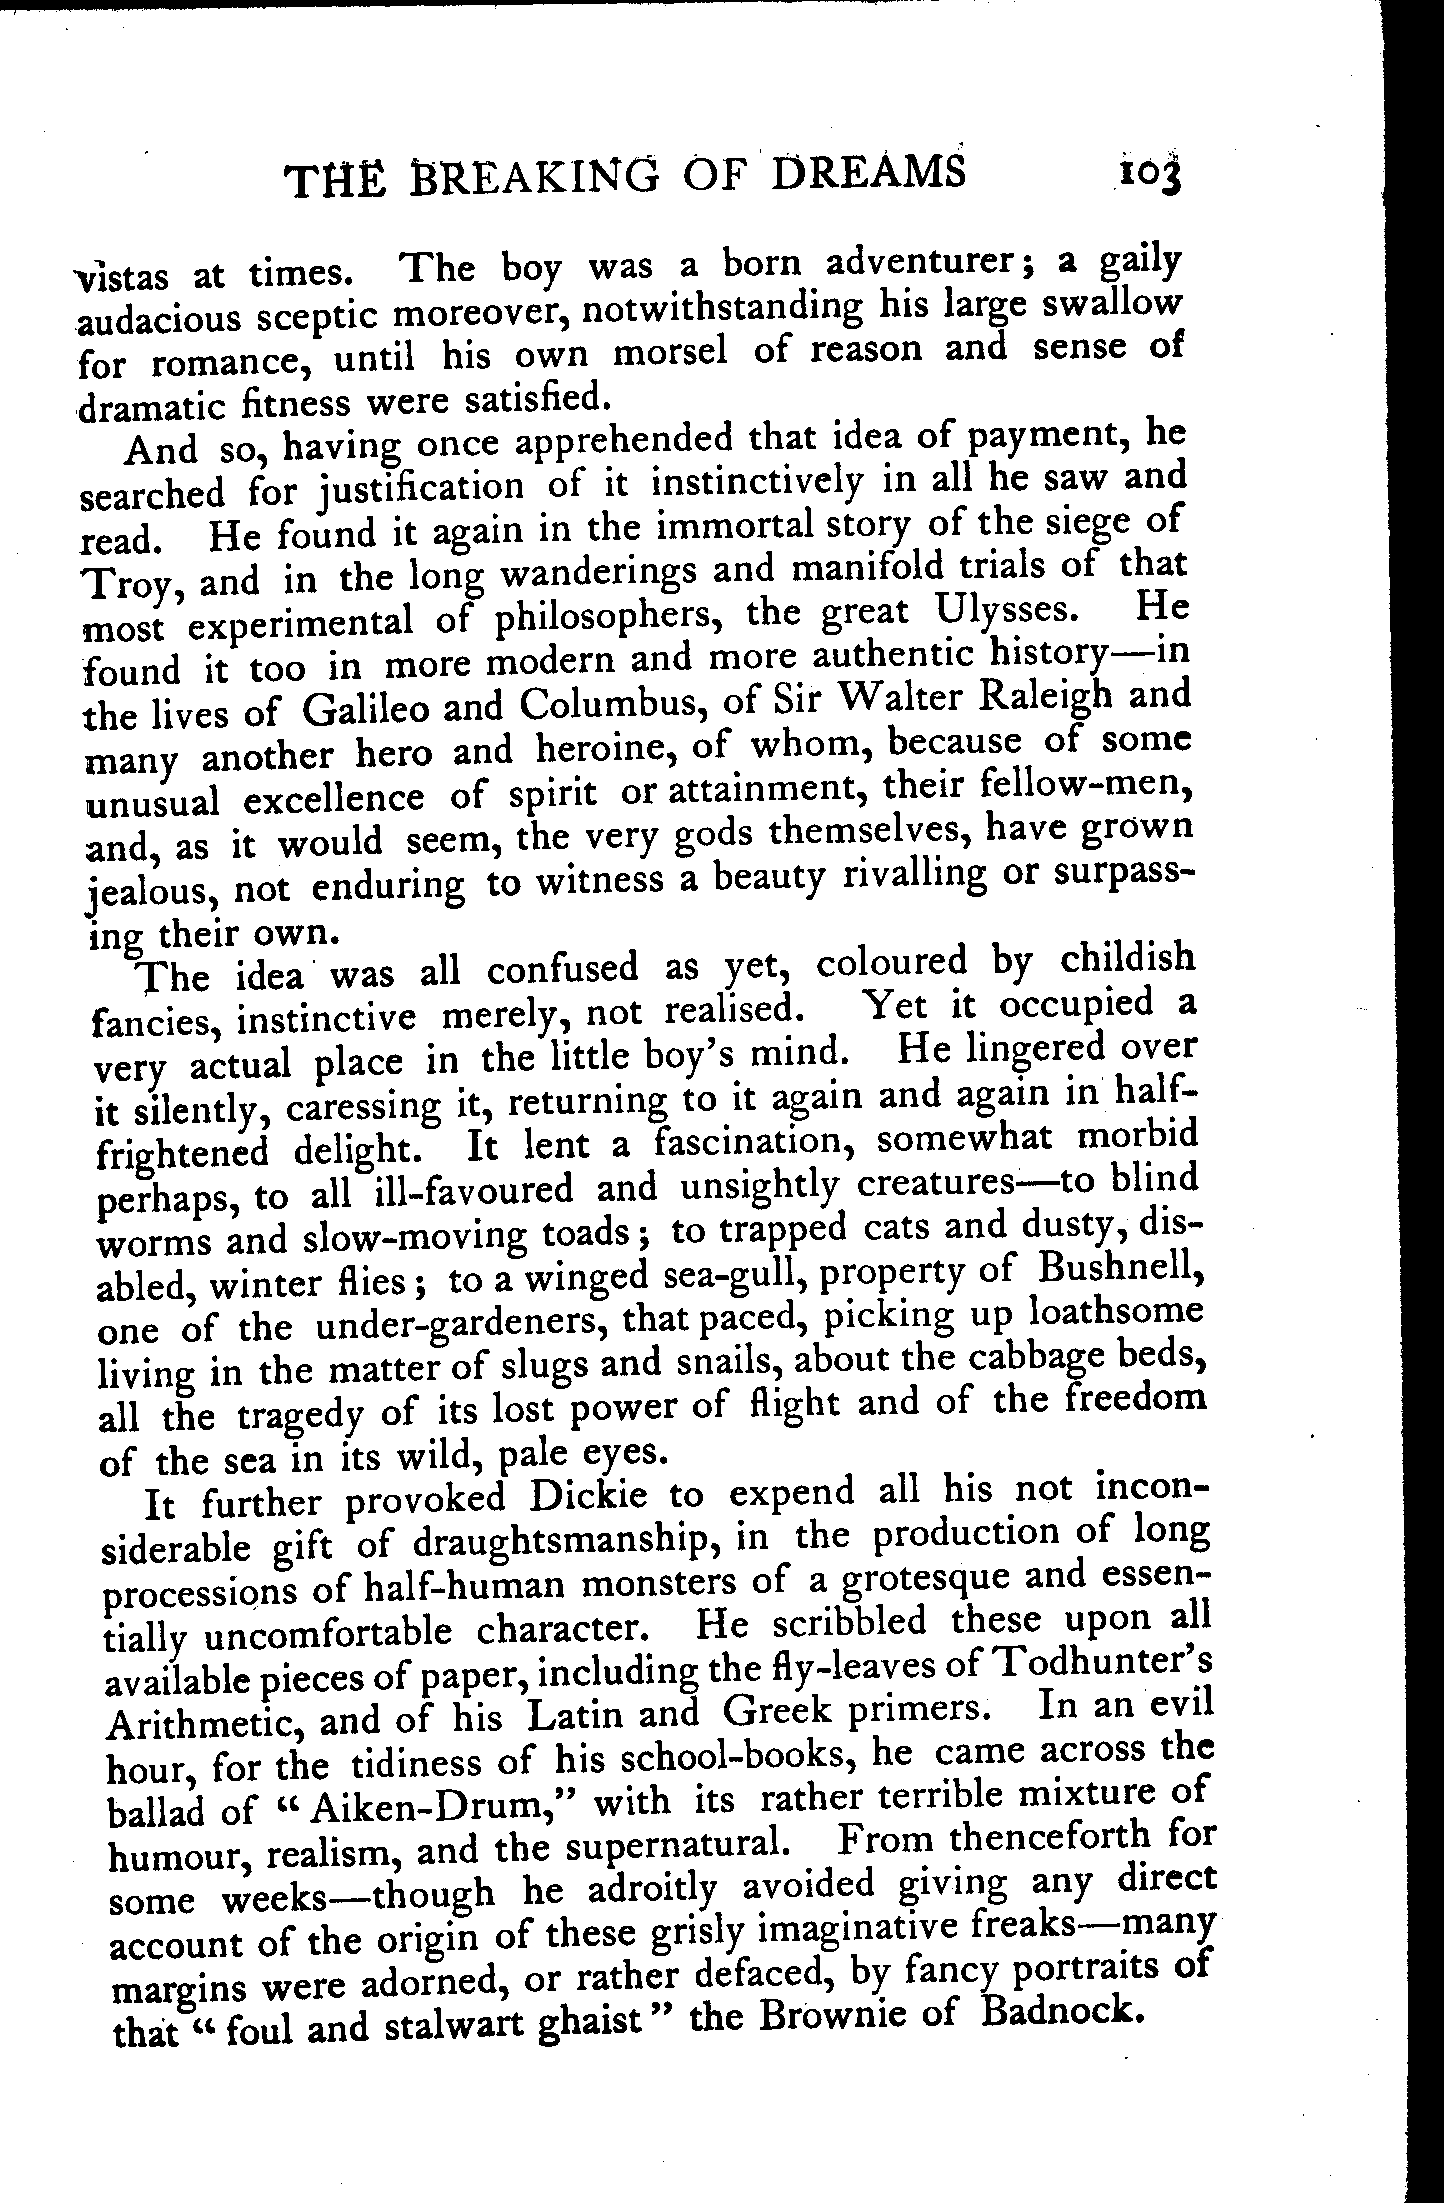 THE BREAKING OF DREAMS 103
vistas at times. The boy was a born adventurer; a gaily
audacious sceptic moreover, notwithstanding his large swallow
for romance, until his own morsel of reason and sense of
dramatic fitness were satisfied.
And so, having once apprehended that idea of payment, he
searched for justification of it instinctively in all he saw and
read. He found it again in the immortal story of the siege of
Troy, and in the long wanderings and manifold trials of that
most experimental of philosophers, the great Ulysses. He
found it too in more modern and more authentic history—in
the lives of Galileo and Columbus, of Sir Walter Raleigh and
many another hero and heroine, of whom, because of some
unusual excellence of spirit or attainment, their fellow-men,
and, as it would seem, the very gods themselves, have grown
jealous, not enduring to witness a beauty rivalling or surpass-
ing their own.
The idea was all confused as yet, coloured by childish
fancies, instinctive merely, not realised. Yet it occupied a
very actual place in the little boy's mind. He lingered over
it silently, caressing it, returning to it again and again in half-
frightened delight. It lent a fascination, somewhat morbid
perhaps, to all ill-favoured and unsightly creatures—to blind
worms and slow-moving toads; to trapped cats and dusty, dis-
abled, winter flies; to a winged sea-gull, property of Bushnell,
one of the under-gardeners, that paced, picking up loathsome
living in the matter of slugs and snails, about the cabbage beds,
all the tragedy of its lost power of flight and of the freedom
of the sea in its wild, pale eyes.
It further provoked Dickie to expend all his not incon-
siderable gift of draughtsmanship, in the production of long
processions of half-human monsters of a grotesque and essen-
tially uncomfortable character. He scribbled these upon all
available pieces of paper, including the fly-leaves of Todhunter's
Arithmetic, and of his Latin and Greek primers. In an evil
hour, for the tidiness of his school-books, he came across the
ballad of "Aiken-Drum," with its rather terrible mixture of
humour, realism, and the supernatural. From thenceforth for
some weeks—though he adroitly avoided giving any direct
account of the origin of these grisly imaginative freaks—many
margins were adorned, or rather defaced, by fancy portraits of
that "foul and stalwart ghaist" the Brownie of Badnock.